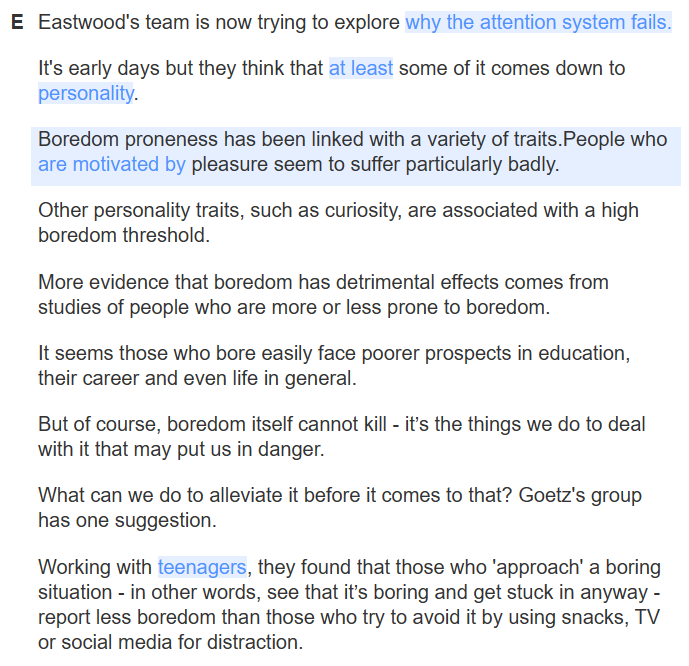 E Eastwood's team is now trying to explore why the attention system fails.
It's early days but they think that at least some of it comes down to
personality.
Boredom proneness has been linked with a variety of traits.People who
are motivated by pleasure seem to suffer particularly badly.
Other personality traits, such as curiosity, are associated with a high
boredom threshold.
More evidence that boredom has detrimental effects comes from
studies of people who are more or less prone to boredom.
It seems those who bore easily face poorer prospects in education,
their career and even life in general.
But of course, boredom itself cannot kill - it’s the things we do to deal
with it that may put us in danger.
What can we do to alleviate it before it comes to that? Goetz's group
has one suggestion.
Working with teenagers, they found that those who 'approach' a boring
situation - in other words, see that it’s boring and get stuck in anyway -
report less boredom than those who try to avoid it by using snacks, TV
or social media for distraction.